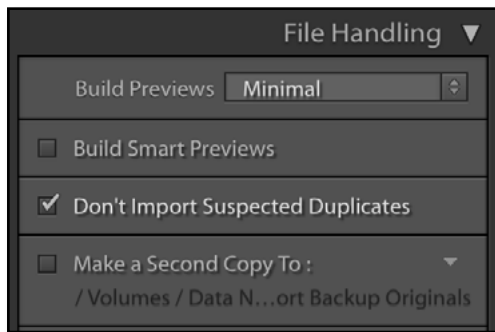 File Handling
Build Previews Minimal
Build Smart Previews
Don't Import Suspected Duplicates
Make a Second Copy To :
/ Volumes / Data N...ort Backup Originals